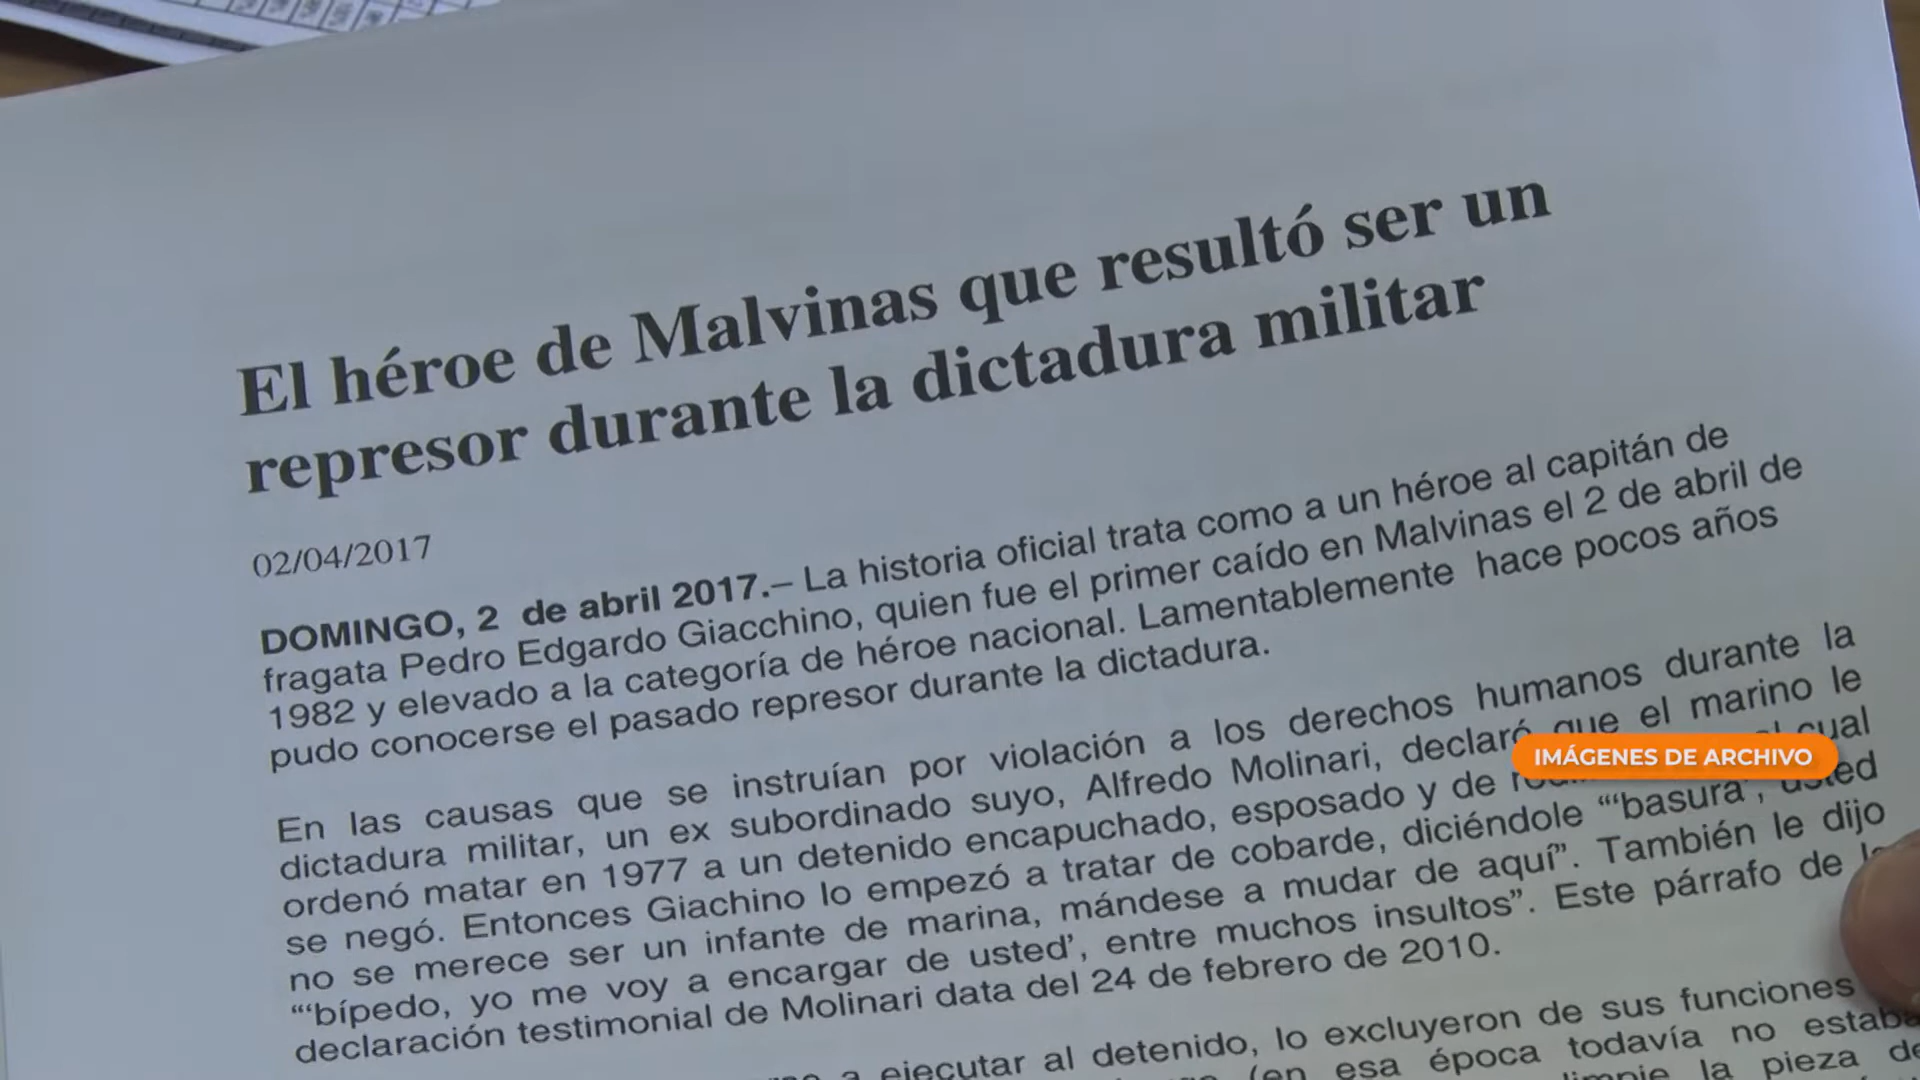 El héroe de Malvinas que resultó ser un
represor durante la dictadura militar
02/04/2017
DOMINGO, 2 de abril 2017.– La historia oficial trata como a un héroe al capitán de
fragata Pedro Edgardo Giacchino, quien fue el primer caído en Malvinas el 2 de abril de
1982 y elevado a la categoría de héroe nacional. Lamentablemente hace pocos años
pudo conocerse el pasado represor durante la dictadura.
En las causas que se instruían por violación a los derechos humanos durante la
dictadura militar, un ex subordinado suyo, Alfredo Molinari, declaró que el marino le
ordenó matar en 1977 a un detenido encapuchado, esposado y de cual
IMÁGENES DE ARCHIVO
se negó. Entonces Giachino lo empezó a tratar de cobarde, diciéndole “‘basura’, usted
no se merece ser un infante de marina, mándese a mudar de aquí”. También le dijo
“‘bípedo, yo me voy a encargar de usted’, entre muchos insultos”. Este párrafo de
declaración testimonial de Molinari data del 24 de febrero de 2010.
a ejecutar al detenido, lo excluyeron de sus funciones
(en esa época todavía no
la pieza